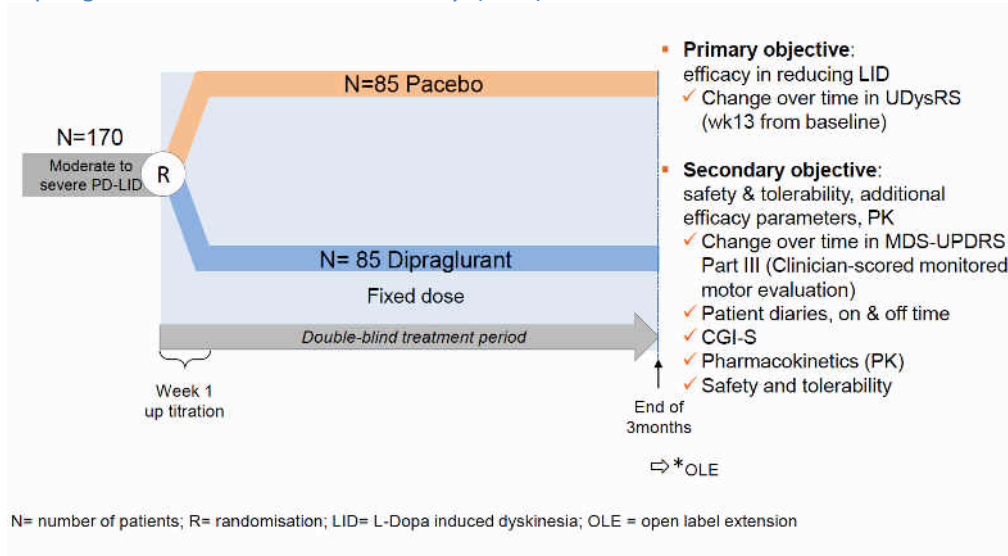 N=85 Pacebo
N=170
Moderate to
severe PD-LID
R
N= 85 Dipraglurant
Fixed dose
Double-blind treatment period
Week 1
up titration
End of
3months
⇨ *OLE
▪ Primary objective:
efficacy in reducing LID
✓ Change over time in UDysRS
(wk13 from baseline)
▪ Secondary objective:
safety & tolerability, additional
efficacy parameters, PK
✓ Change over time in MDS-UPDRS
Part III (Clinician-scored monitored
motor evaluation)
✓ Patient diaries, on & off time
✓ CGI-S
✓ Pharmacokinetics (PK)
✓ Safety and tolerability
N= number of patients; R= randomisation; LID= L-Dopa induced dyskinesia; OLE = open label extension